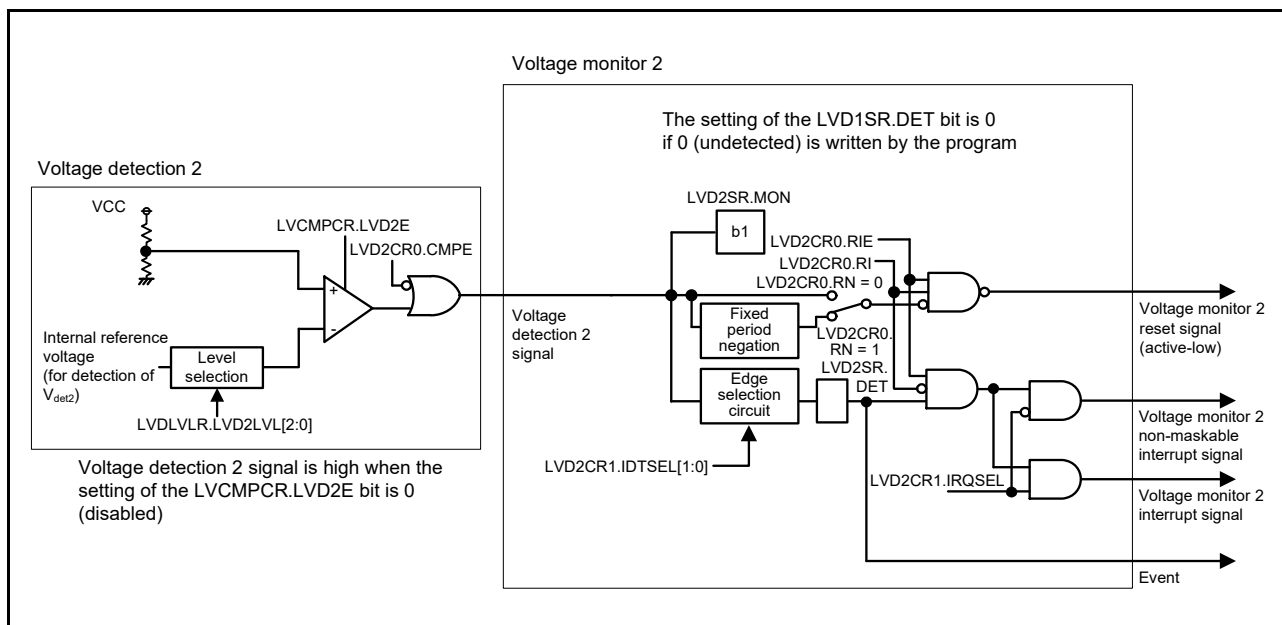 Voltage monitor 2
The setting of the LVD1SR.DET bit is 0
if 0 (undetected) is written by the program
Voltage detection 2
VCC
LVCMPCR.LVD2E
LVD2CR0.CMPE
+
-
Internal reference
voltage
(for detection of
Vdet2)
Level
selection
LVDLVLR.LVD2LVL[2:0]
Voltage detection 2 signal is high when the
setting of the LVCMPCR.LVD2E bit is 0
(disabled)
Voltage
detection 2
signal
LVD2SR.MON
b1
LVD2CR0.RIE
LVD2CR0.RI
LVD2CR0.RN = 0
Fixed
period
negation
LVD2CR0.
RN = 1
LVD2SR.
DET
Edge
selection
circuit
LVD2CR1.IDTSEL[1:0]
LVD2CR1.IRQSEL
Voltage monitor 2
reset signal
(active-low)
Voltage monitor 2
non-maskable
interrupt signal
Voltage monitor 2
interrupt signal
Event